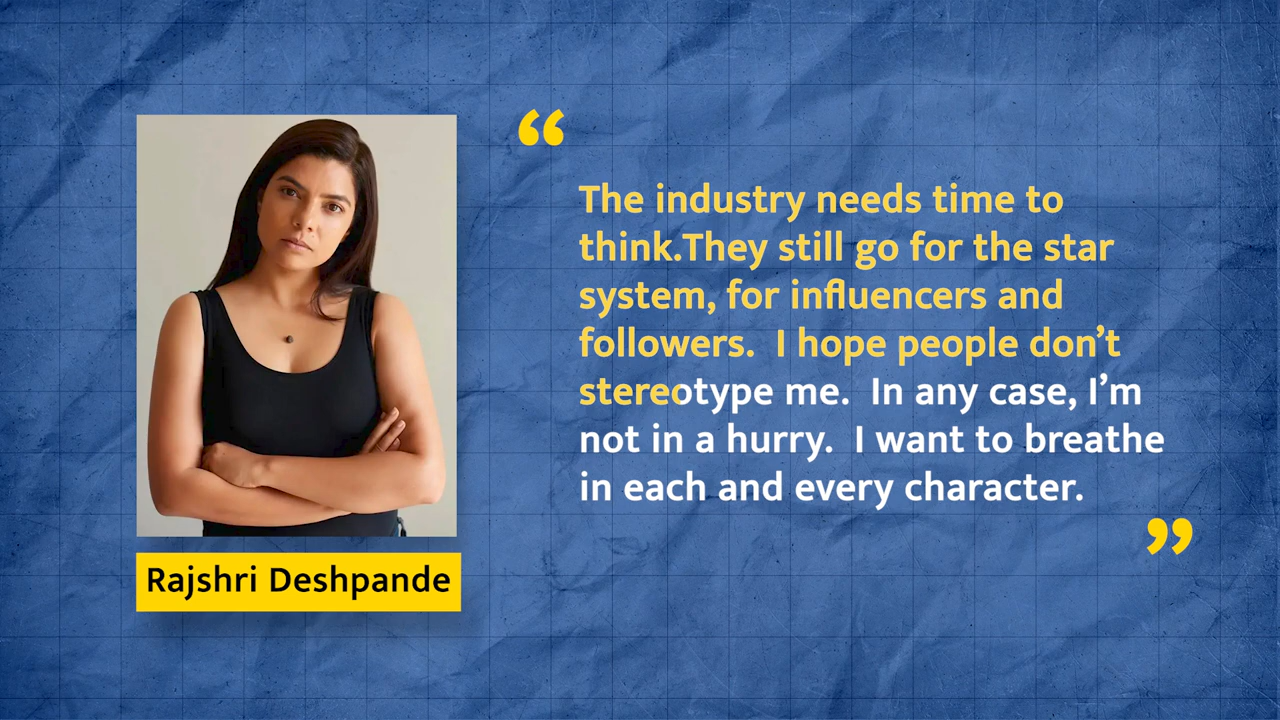 “
The industry needs time to
think.They still go for the star
system, for influencers and
followers.  I hope people don’t
stereotype me.  In any case, I’m
not in a hurry.  I want to breathe
in each and every character.
”
Rajshri Deshpande